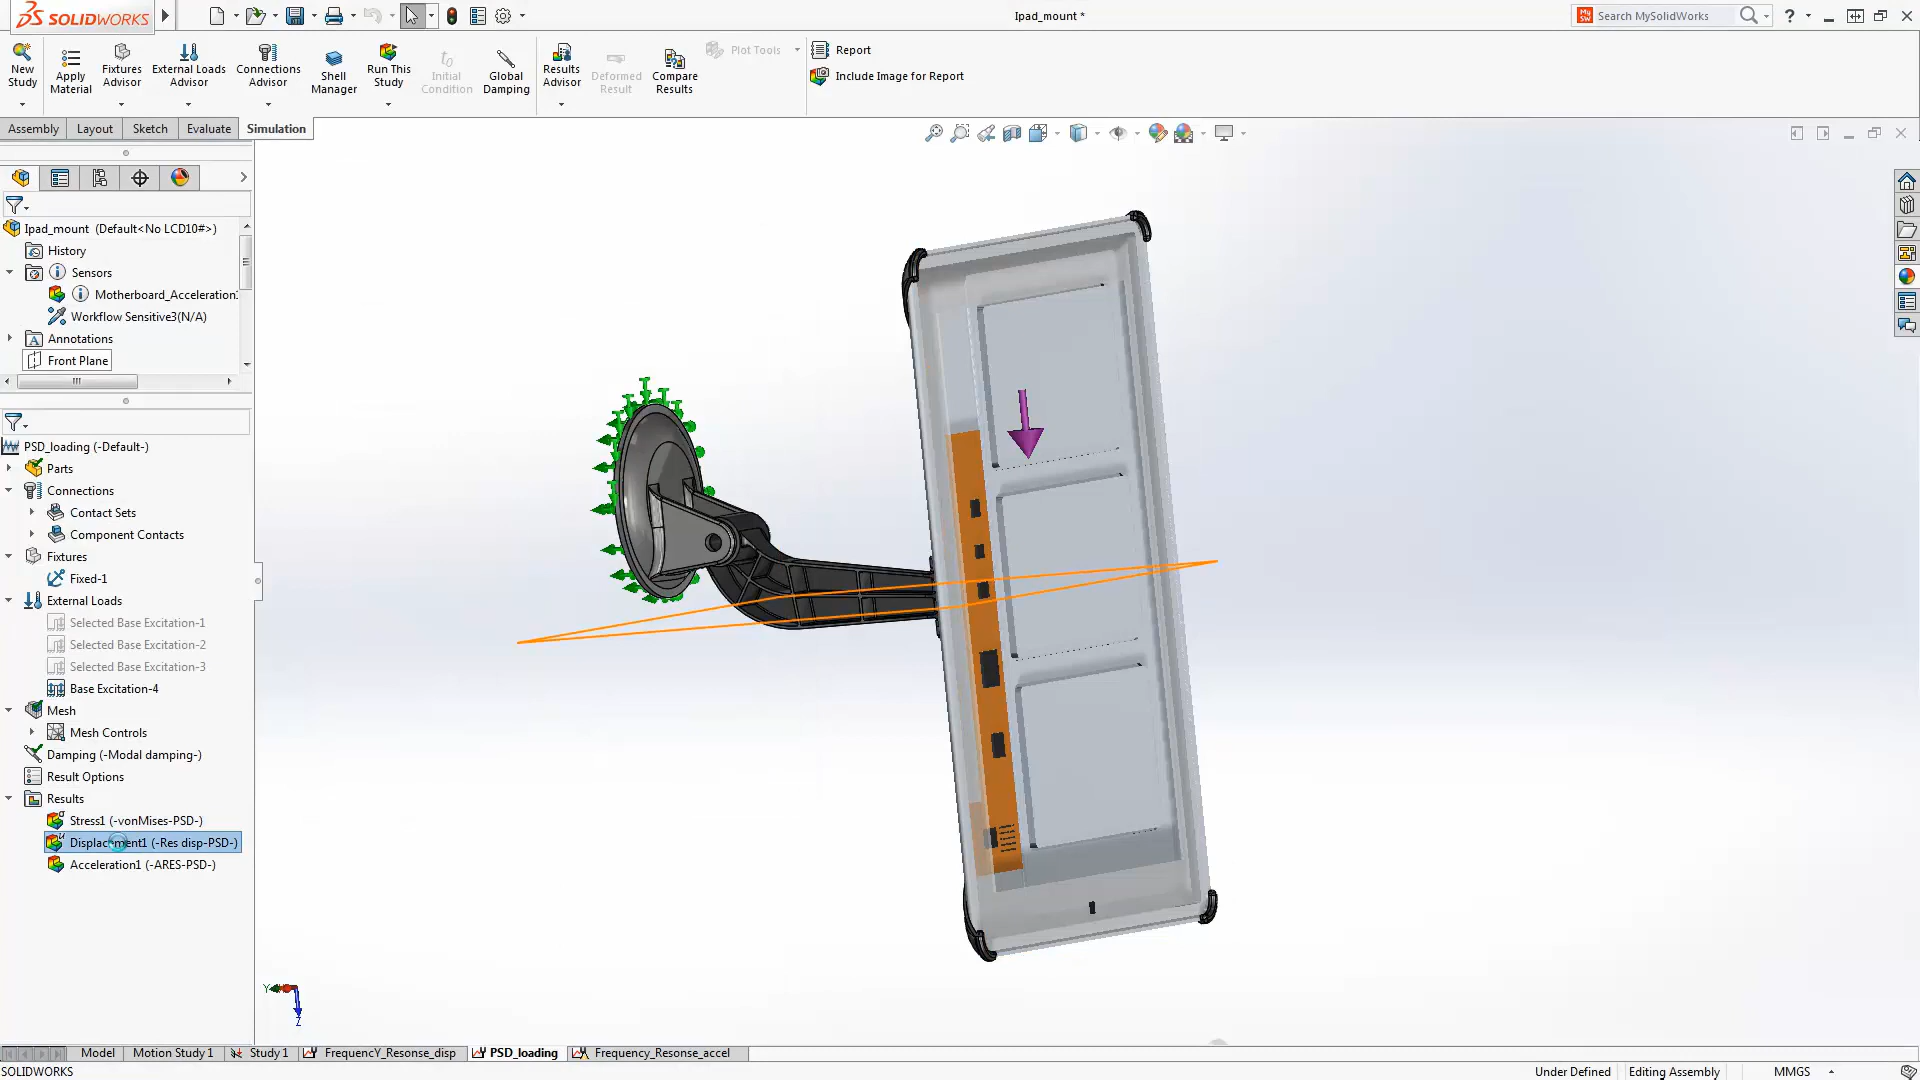 SOLIDWORKS
Ipad_mount *
Search MySolidWorks
New Study
Apply Material
Fixtures Advisor
External Loads Advisor
Connections Advisor
Shell Manager
Run This Study
Initial Condition
Global Damping
Results Advisor
Deformed Result
Compare Results
Plot Tools
Report
Include Image for Report
Assembly
Layout
Sketch
Evaluate
Simulation
Ipad_mount (Default<No LCD10#>)
History
Sensors
Motherboard_Acceleration1
Workflow Sensitive3(N/A)
Annotations
Front Plane
PSD_loading (-Default-)
Parts
Connections
Contact Sets
Component Contacts
Fixtures
Fixed-1
External Loads
Selected Base Excitation-1
Selected Base Excitation-2
Selected Base Excitation-3
Base Excitation-4
Mesh
Mesh Controls
Damping (-Modal damping-)
Result Options
Results
Stress1 (-vonMises-PSD-)
Displacement1 (-Res disp-PSD-)
Acceleration1 (-ARES-PSD-)
Y
Z
Model
Motion Study 1
Study 1
FrequencY_Resonse_disp
PSD_loading
Frequency_Resonse_accel
SOLIDWORKS
Under Defined
Editing Assembly
MMGS